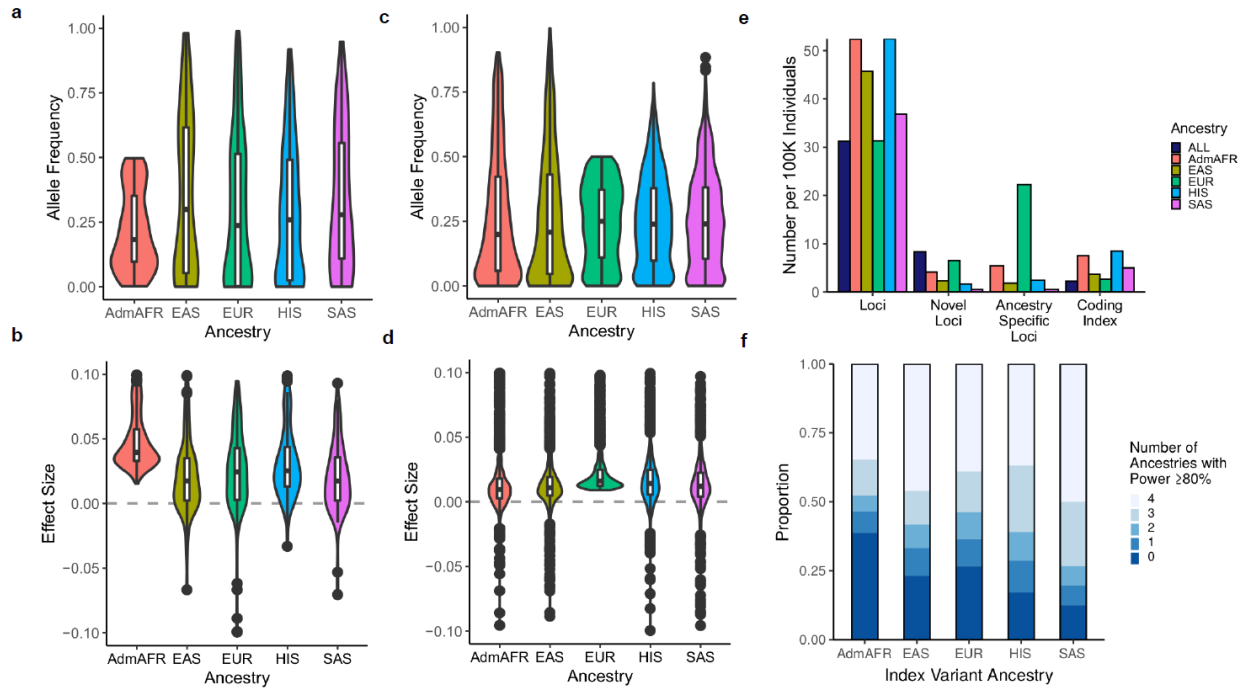 a
1.00
0.75
0.50
0.25
0.00
Allele Frequency
AdmAFR EAS EUR HIS SAS
Ancestry
b
0.10
0.05
0.00
−0.05
−0.10
Effect Size
AdmAFR EAS EUR HIS SAS
Ancestry
c
1.00
0.75
0.50
0.25
0.00
Allele Frequency
AdmAFR EAS EUR HIS SAS
Ancestry
d
0.10
0.05
0.00
−0.05
−0.10
Effect Size
AdmAFR EAS EUR HIS SAS
Ancestry
e
50
40
30
20
10
0
Number per 100K Individuals
Loci
Novel
Loci
Ancestry
Specific
Loci
Coding
Index
Ancestry
ALL
AdmAFR
EAS
EUR
HIS
SAS
f
1.00
0.75
0.50
0.25
0.00
Proportion
AdmAFR EAS EUR HIS SAS
Index Variant Ancestry
Number of
Ancestries with
Power ≥80%
4
3
2
1
0